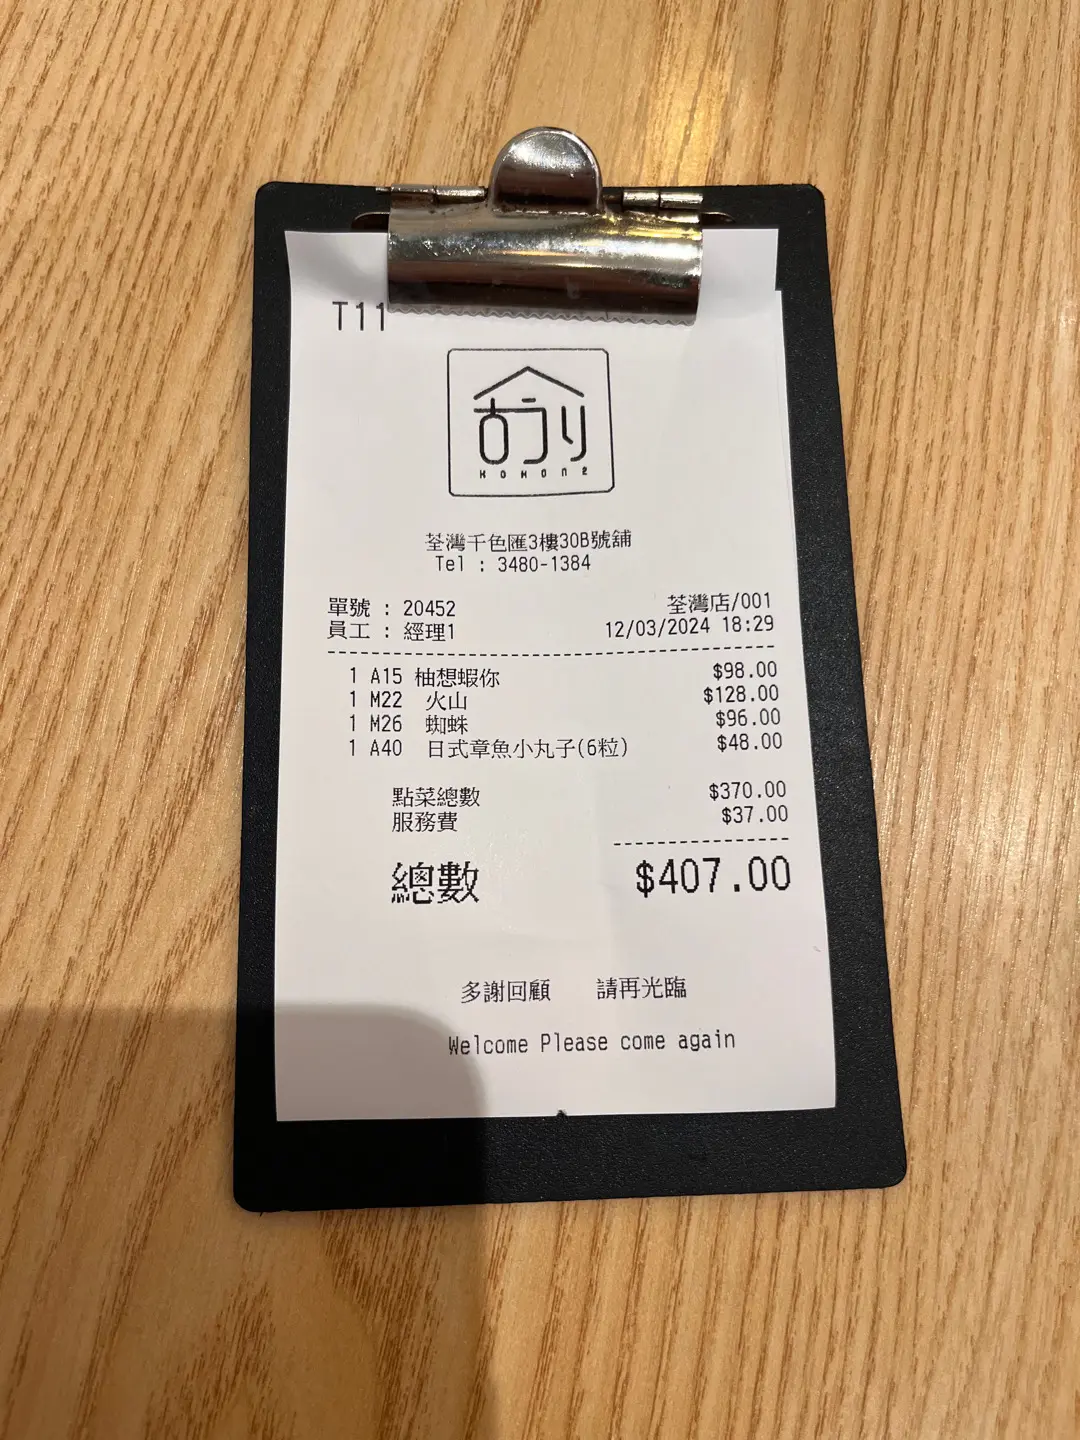 T11
KOKON2
荃灣千色匯3樓30B號舖
Tel : 3480-1384
單號 : 20452 荃灣店/001
員工 : 經理1 12/03/2024 18:29
1 A15 柚想蝦你 $98.00
1 M22 火山 $128.00
1 M26 蜘蛛 $96.00
1 A40 日式章魚小丸子(6粒) $48.00
點菜總數 $370.00
服務費 $37.00
總數 $407.00
多謝回顧 請再光臨
Welcome Please come again